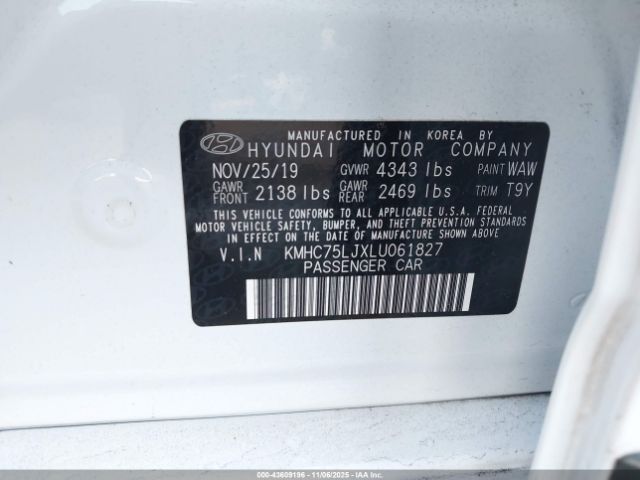 MANUFACTURED IN KOREA BY
HYUNDAI MOTOR COMPANY
NOV/25/19 GVWR 4343 lbs PAINT WAW
GAWR FRONT 2138 lbs GAWR REAR 2469 lbs TRIM T9Y
THIS VEHICLE CONFORMS TO ALL APPLICABLE U.S.A. FEDERAL
MOTOR VEHICLE SAFETY, BUMPER, AND THEFT PREVENTION STANDARDS
IN EFFECT ON THE DATE OF MANUFACTURE SHOWN ABOVE.
V.I.N KMHC75LJXLU061827
PASSENGER CAR
000-43609196 - 11/06/2025 - IAAI.COM